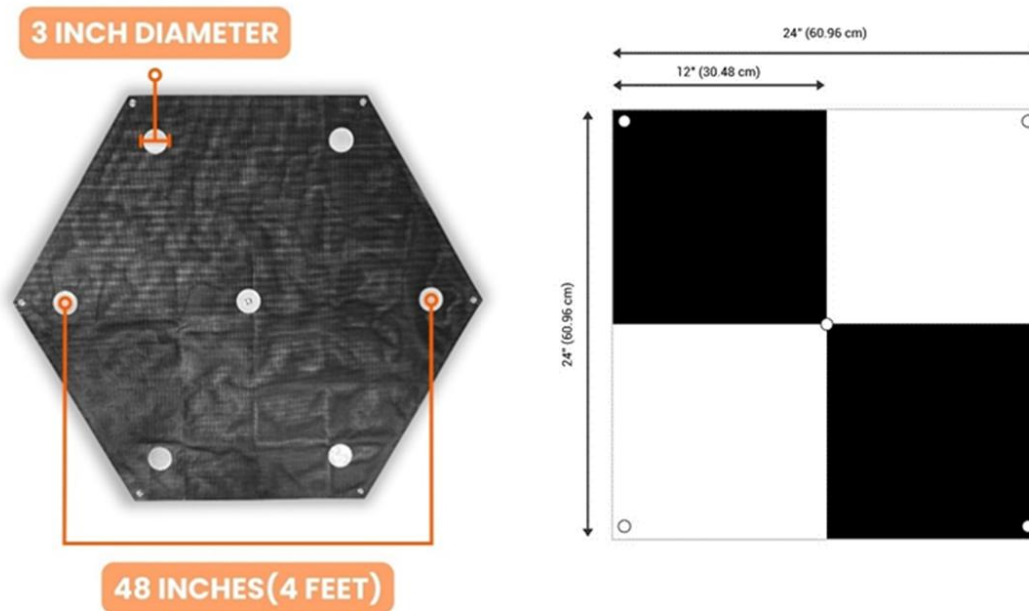 3 INCH DIAMETER
48 INCHES(4 FEET)
24" (60.96 cm)
12" (30.48 cm)
24" (60.96 cm)